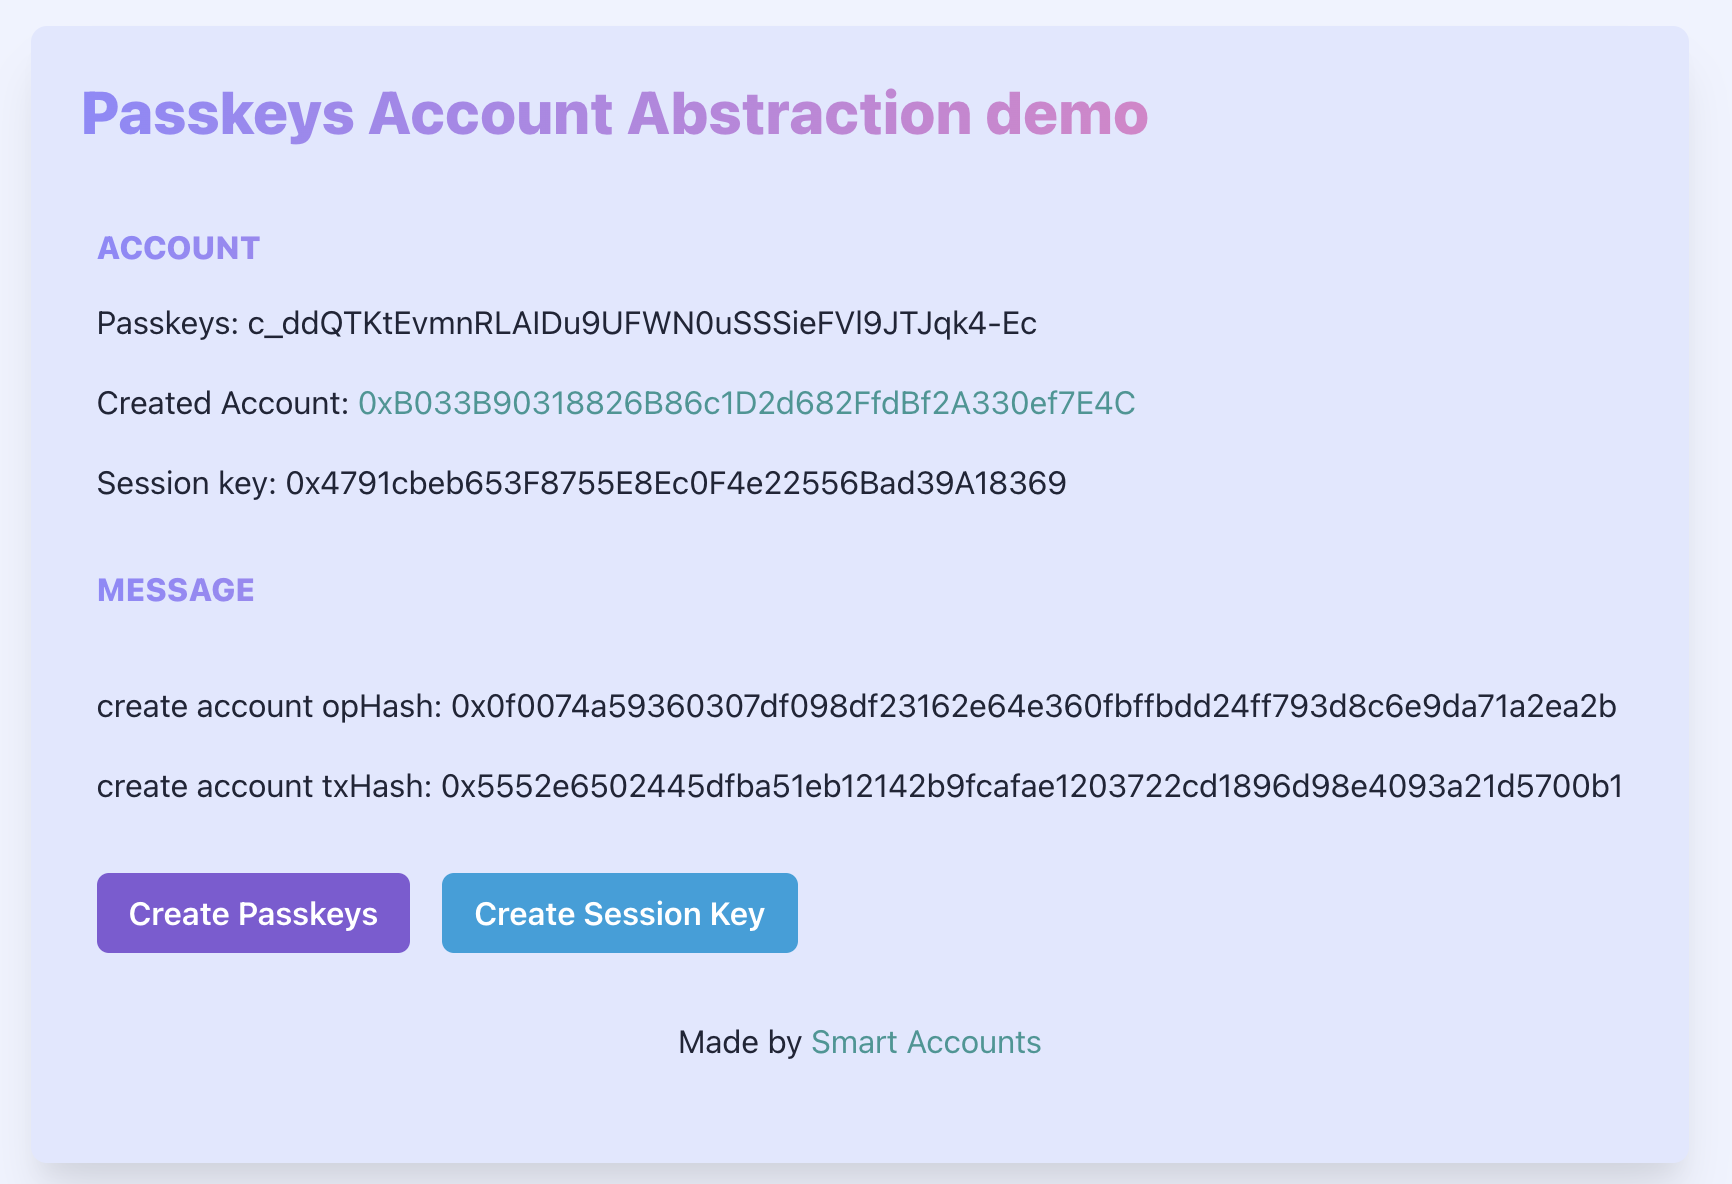 Passkeys Account Abstraction demo
ACCOUNT
Passkeys: c_ddQTKtEvmnRLAIDu9UFWN0uSSSieFVl9JTJqk4-Ec
Created Account: 0xB033B90318826B86c1D2d682FfdBf2A330ef7E4C
Session key: 0x4791cbeb653F8755E8Ec0F4e22556Bad39A18369
MESSAGE
create account opHash: 0x0f0074a59360307df098df23162e64e360fbffbdd24ff793d8c6e9da71a2ea2b
create account txHash: 0x5552e6502445dfba51eb12142b9fcafae1203722cd1896d98e4093a21d5700b1
Create Passkeys
Create Session Key
Made by Smart Accounts